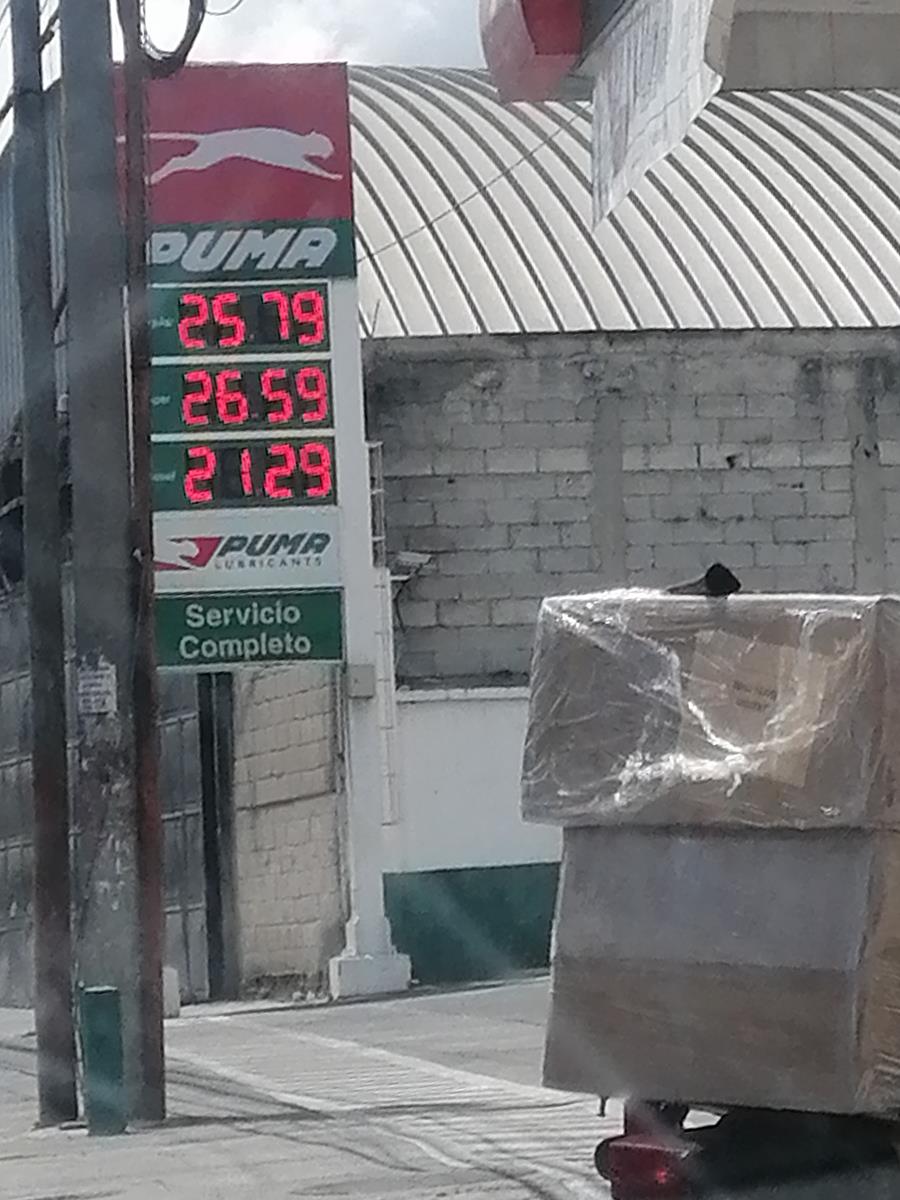 PUMA
25.79
26.59
21.29
PUMA
LUBRICANTS
Servicio
Completo